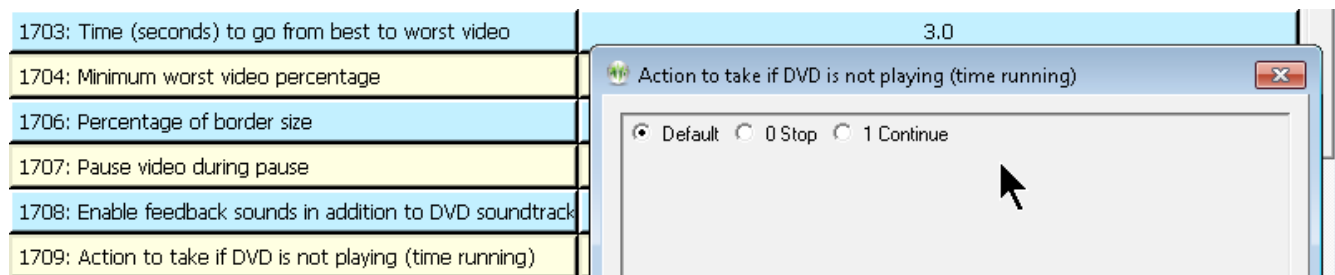 1703: Time (seconds) to go from best to worst video 3.0
1704: Minimum worst video percentage
Action to take if DVD is not playing (time running)
1706: Percentage of border size
Default 0 Stop 1 Continue
1707: Pause video during pause
1708: Enable feedback sounds in addition to DVD soundtrack
1709: Action to take if DVD is not playing (time running)